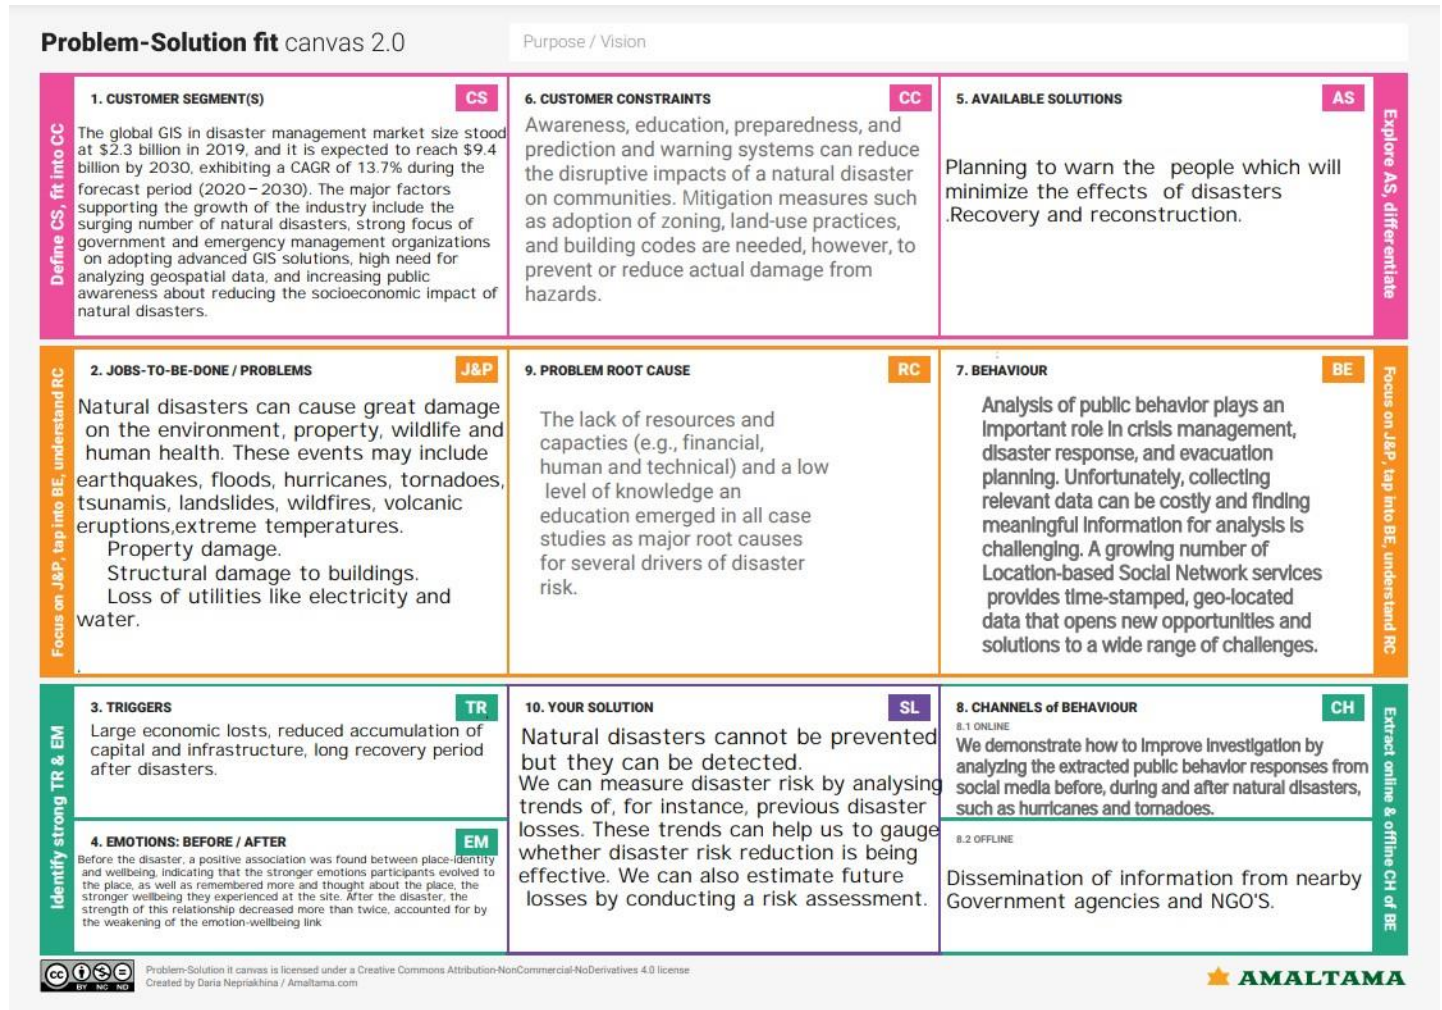 Problem-Solution fit canvas 2.0
Purpose / Vision
Define CS, fit into CC
1. CUSTOMER SEGMENT(S)
CS
The global GIS in disaster management market size stood
at $2.3 billion in 2019, and it is expected to reach $9.4
billion by 2030, exhibiting a CAGR of 13.7% during the
forecast period (2020–2030). The major factors
supporting the growth of the industry include the
surging number of natural disasters, strong focus of
government and emergency management organizations
on adopting advanced GIS solutions, high need for
analyzing geospatial data, and increasing public
awareness about reducing the socioeconomic impact of
natural disasters.
6. CUSTOMER CONSTRAINTS
CC
Awareness, education, preparedness, and
prediction and warning systems can reduce
the disruptive impacts of a natural disaster
on communities. Mitigation measures such
as adoption of zoning, land-use practices,
and building codes are needed, however, to
prevent or reduce actual damage from
hazards.
5. AVAILABLE SOLUTIONS
AS
Planning to warn the people which will
minimize the effects of disasters
.Recovery and reconstruction.
Explore AS, differentiate
Focus on J&P, tap into BE, understand RC
2. JOBS-TO-BE-DONE / PROBLEMS
J&P
Natural disasters can cause great damage
on the environment, property, wildlife and
human health. These events may include
earthquakes, floods, hurricanes, tornadoes,
tsunamis, landslides, wildfires, volcanic
eruptions,extreme temperatures.
Property damage.
Structural damage to buildings.
Loss of utilities like electricity and
water.
.
9. PROBLEM ROOT CAUSE
RC
The lack of resources and
capacties (e.g., financial,
human and technical) and a low
level of knowledge an
education emerged in all case
studies as major root causes
for several drivers of disaster
risk.
7. BEHAVIOUR
BE
Analysis of public behavior plays an
important role in crisis management,
disaster response, and evacuation
planning. Unfortunately, collecting
relevant data can be costly and finding
meaningful information for analysis is
challenging. A growing number of
Location-based Social Network services
provides time-stamped, geo-located
data that opens new opportunities and
solutions to a wide range of challenges.
Focus on J&P, tap into BE, understand RC
Identify strong TR & EM
3. TRIGGERS
TR
Large economic losses, reduced accumulation of
capital and infrastructure, long recovery period
after disasters.
4. EMOTIONS: BEFORE / AFTER
EM
Before the disaster, a positive association was found between place-identity
and wellbeing, indicating that the stronger emotions participants evolved to
the place, as well as remembered more and thought about the place, the
stronger wellbeing they experienced at the site. After the disaster, the
strength of this relationship decreased more than twice, accounted for by
the weakening of the emotion-wellbeing link
10. YOUR SOLUTION
SL
Natural disasters cannot be prevented
but they can be detected.
We can measure disaster risk by analysing
trends of, for instance, previous disaster
losses. These trends can help us to gauge
whether disaster risk reduction is being
effective. We can also estimate future
losses by conducting a risk assessment.
8. CHANNELS of BEHAVIOUR
CH
8.1 ONLINE
We demonstrate how to improve investigation by
analyzing the extracted public behavior responses from
social media before, during and after natural disasters,
such as hurricanes and tornadoes.
8.2 OFFLINE
Dissemination of information from nearby
Government agencies and NGO'S.
Extract online & offline CH of BE
cc BY NC ND
Problem-Solution it canvas is licensed under a Creative Commons Attribution-NonCommercial-NoDerivatives 4.0 license
Created by Daria Nepriakhina / Amaltama.com
AMALTAMA